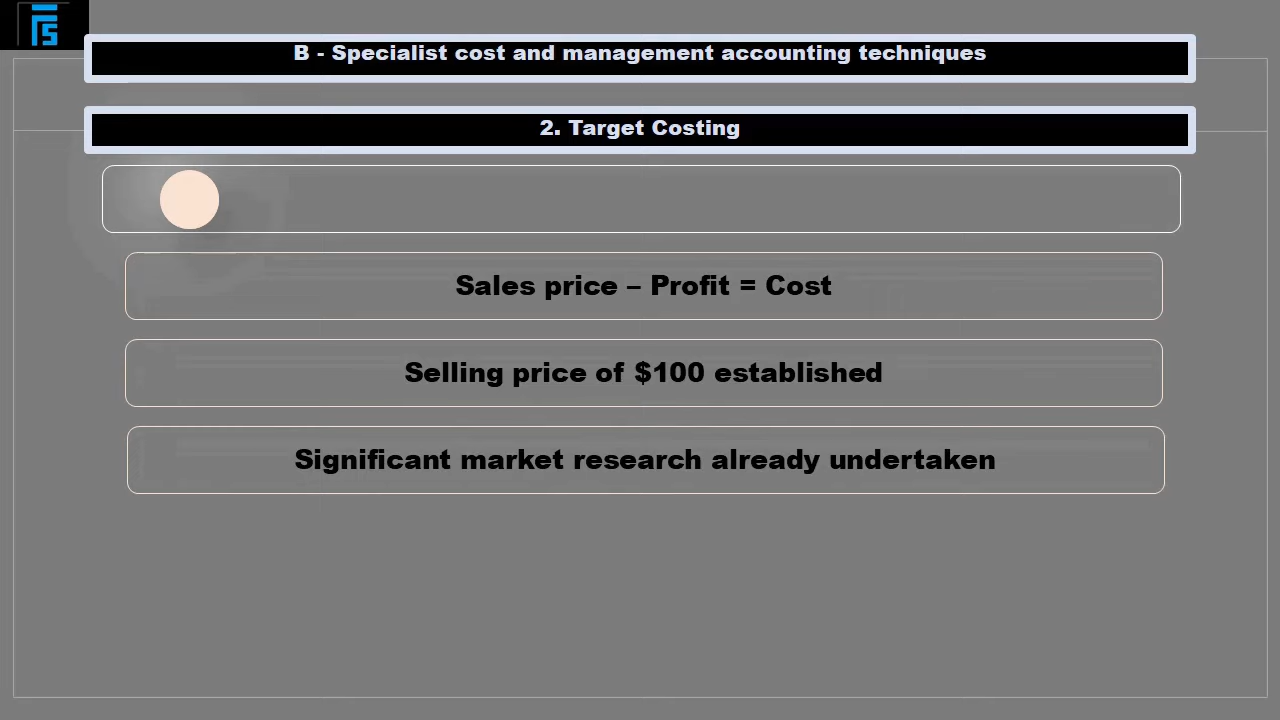 B - Specialist cost and management accounting techniques
2. Target Costing
Sales price – Profit = Cost
Selling price of $100 established
Significant market research already undertaken